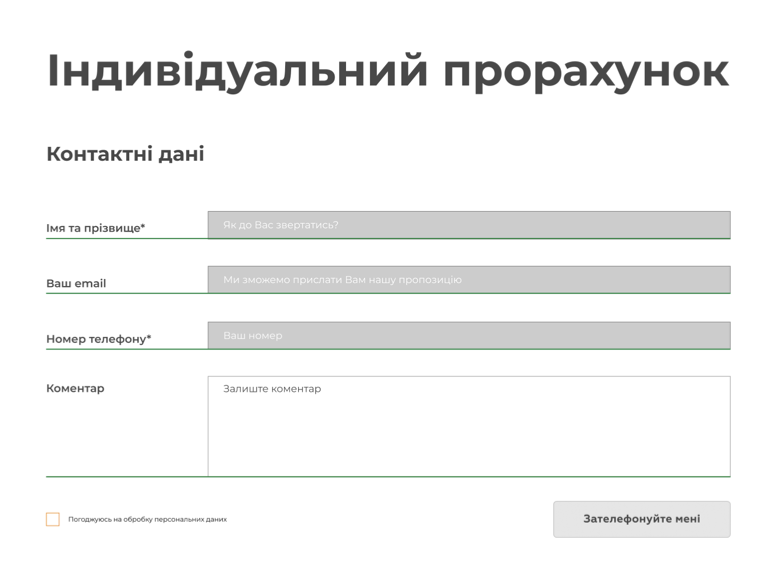 Індивідуальний прорахунок
Контактні дані
Імя та прізвище*
Як до Вас звертатись?
Ваш email
Ми зможемо прислати Вам нашу пропозицію
Номер телефону*
Ваш номер
Коментар
Залиште коментар
Погоджуюсь на обробку персональних даних
Зателефонуйте мені